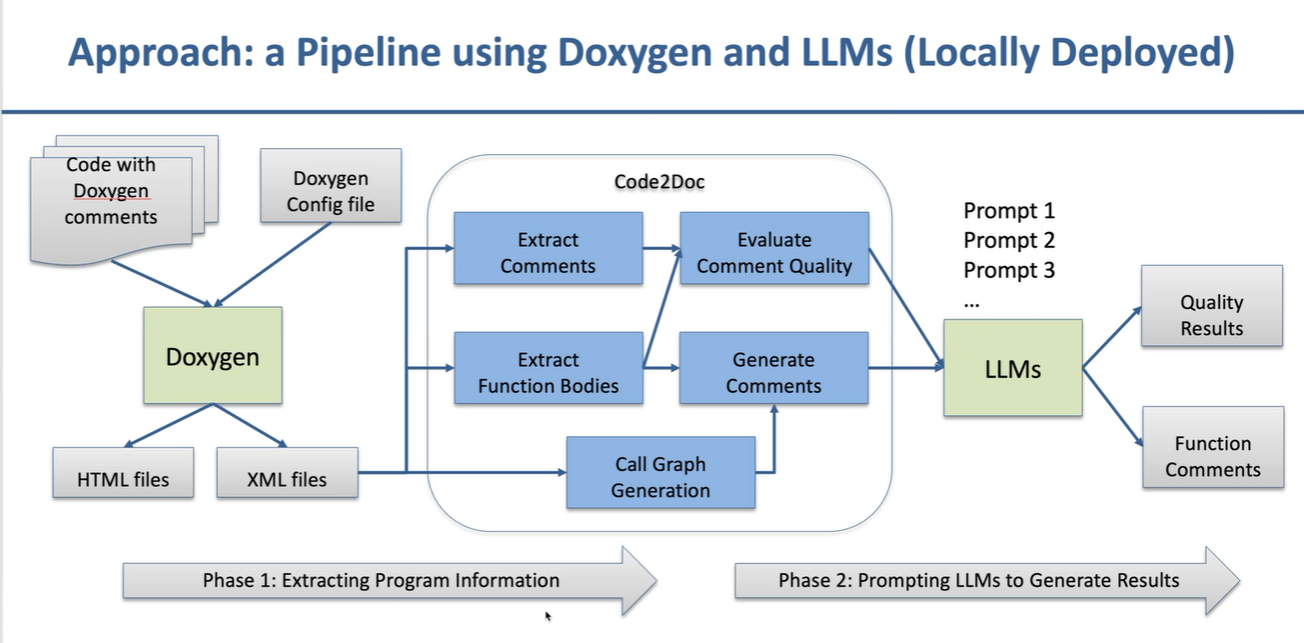 Approach: a Pipeline using Doxygen and LLMs (Locally Deployed)
Code with
Doxygen
comments
Doxygen
Config file
Doxygen
HTML files
XML files
Code2Doc
Extract
Comments
Evaluate
Comment Quality
Extract
Function Bodies
Generate
Comments
Call Graph
Generation
Prompt 1
Prompt 2
Prompt 3
...
LLMs
Quality
Results
Function
Comments
Phase 1: Extracting Program Information
Phase 2: Prompting LLMs to Generate Results